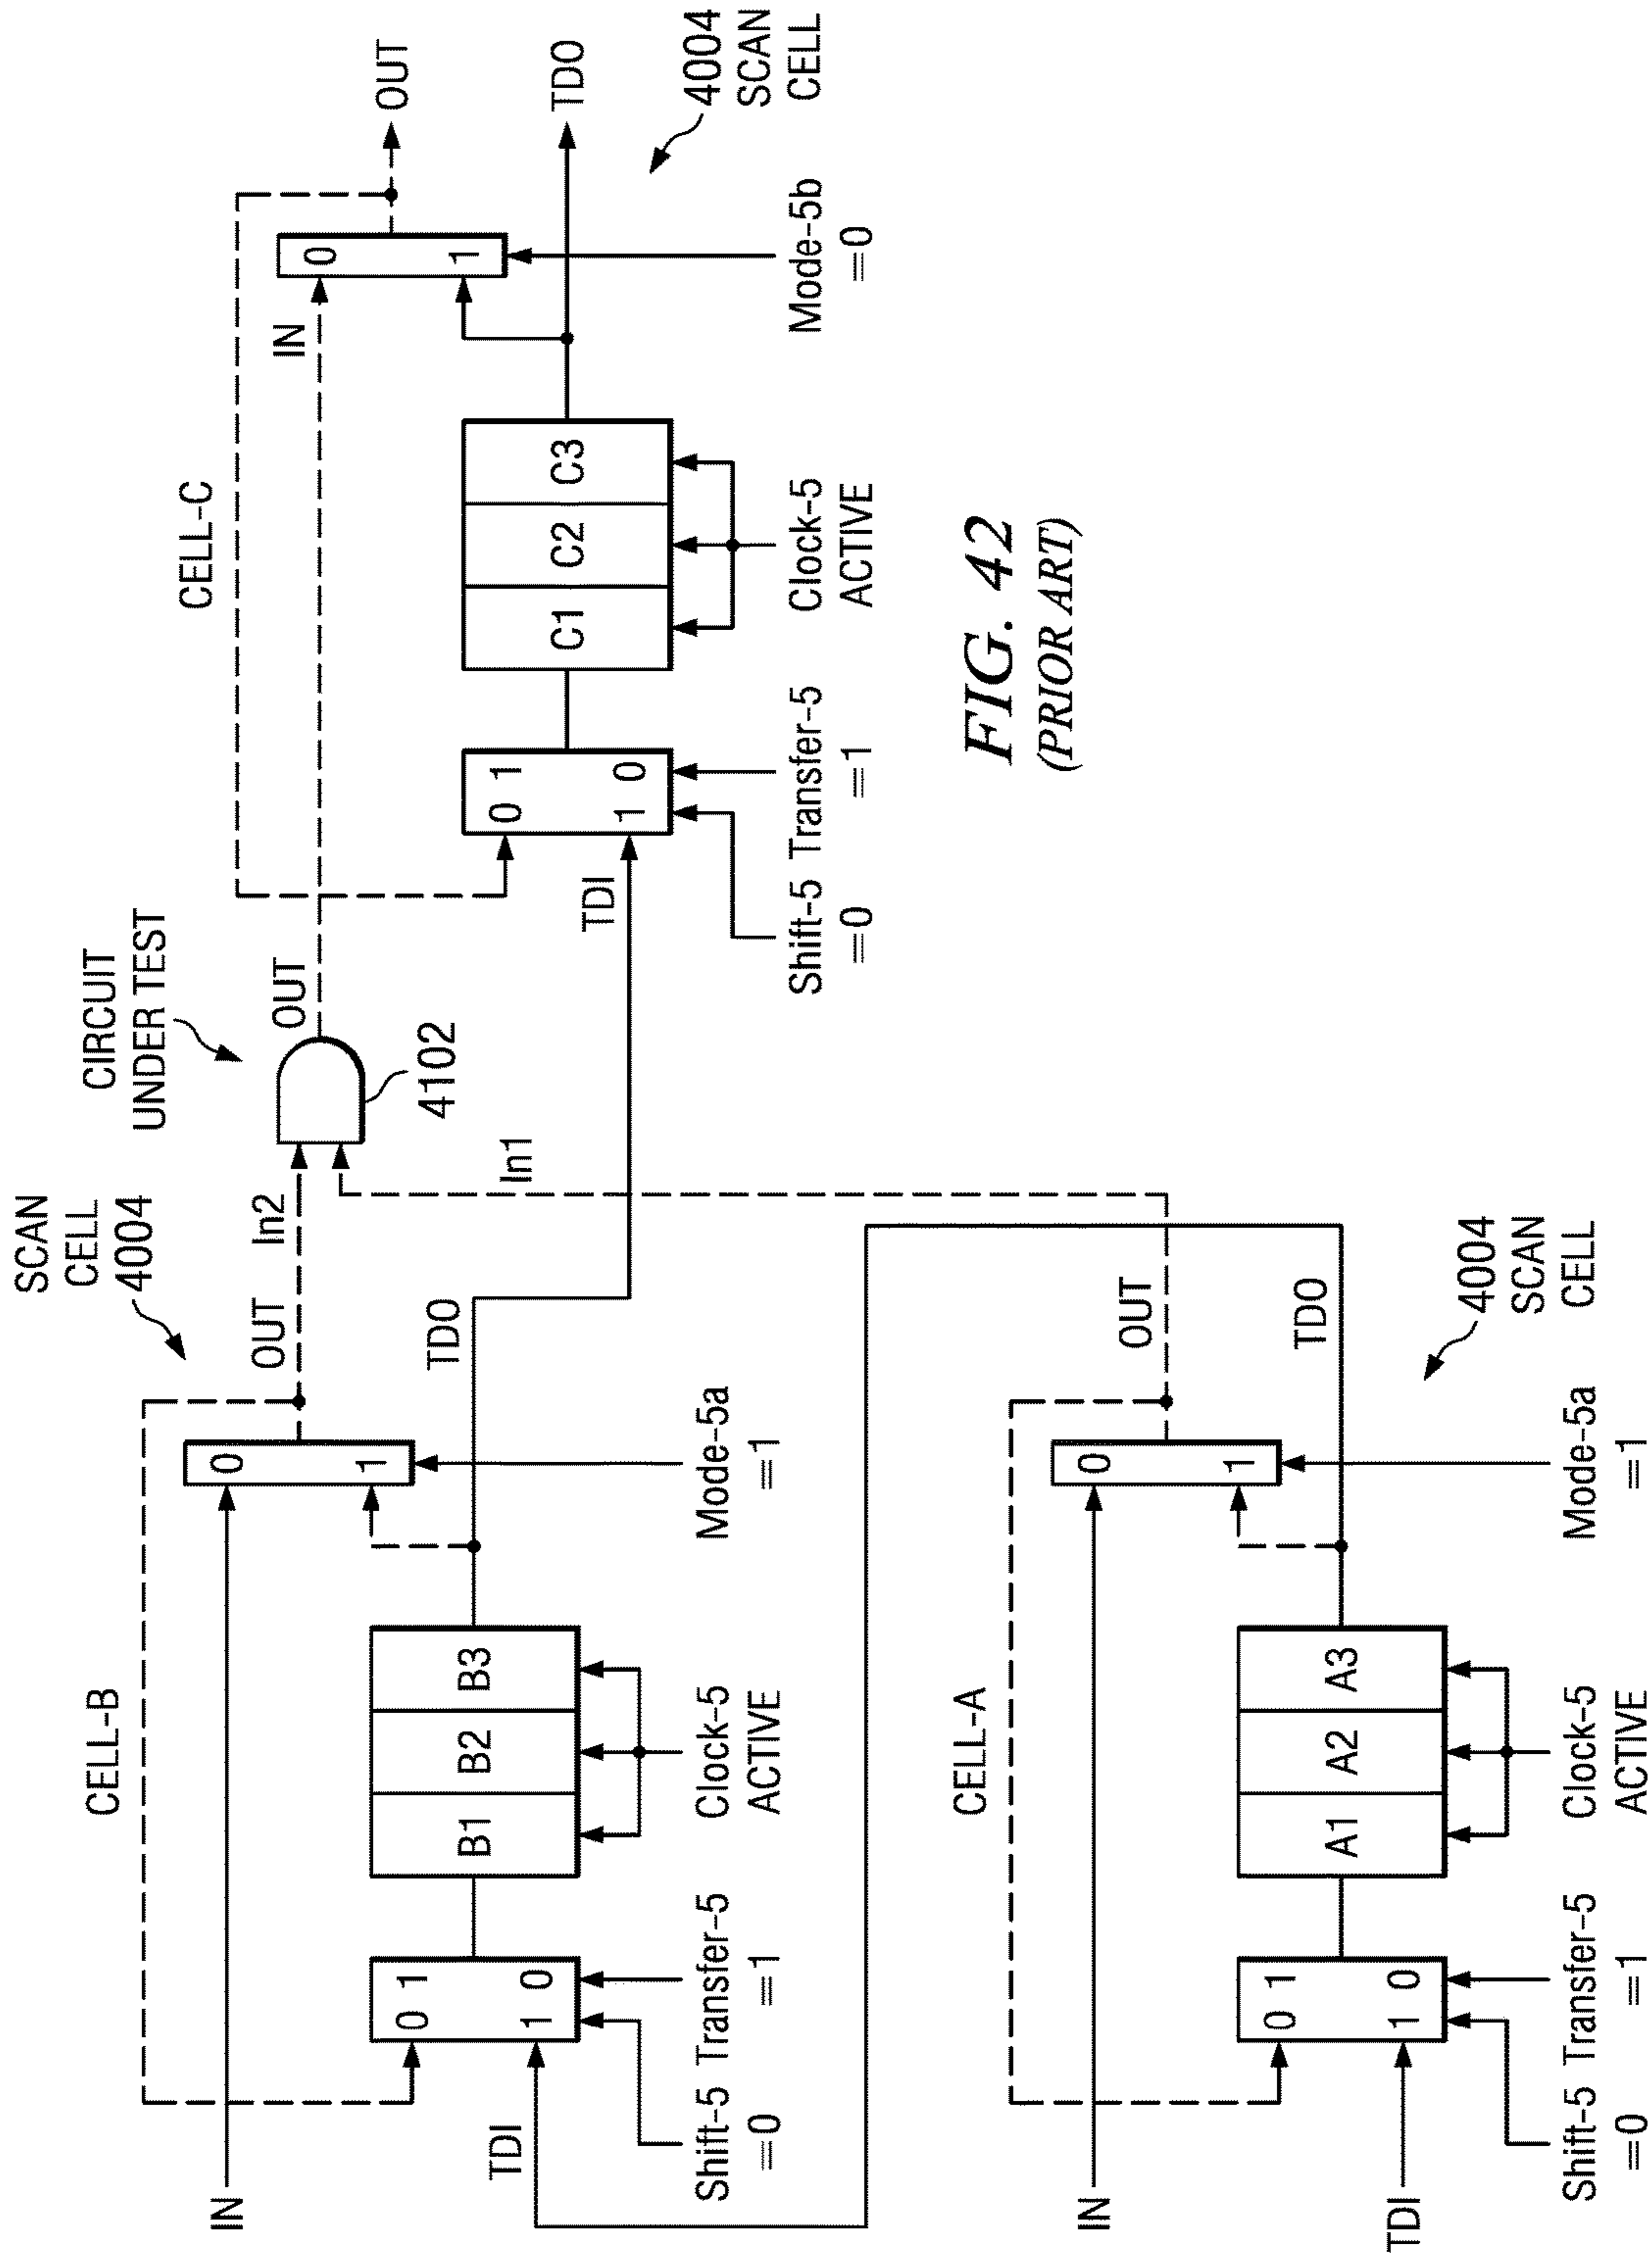 SCAN
CELL
4004
CELL-B
IN
OUT
In2
0
1
CIRCUIT
UNDER TEST
4102
OUT
In1
TDI
0 1
1 0
B1
B2
B3
TDO
Shift-5
=0
Transfer-5
=1
Clock-5
ACTIVE
Mode-5a
=1
CELL-C
IN
0
1
OUT
TDI
0 1
1 0
C1
C2
C3
TDO
4004
SCAN
CELL
Shift-5
=0
Transfer-5
=1
Clock-5
ACTIVE
Mode-5b
=0
CELL-A
IN
0
1
OUT
TDI
0 1
1 0
A1
A2
A3
TDO
4004
SCAN
CELL
Shift-5
=0
Transfer-5
=1
Clock-5
ACTIVE
Mode-5a
=1
FIG. 42
(PRIOR ART)